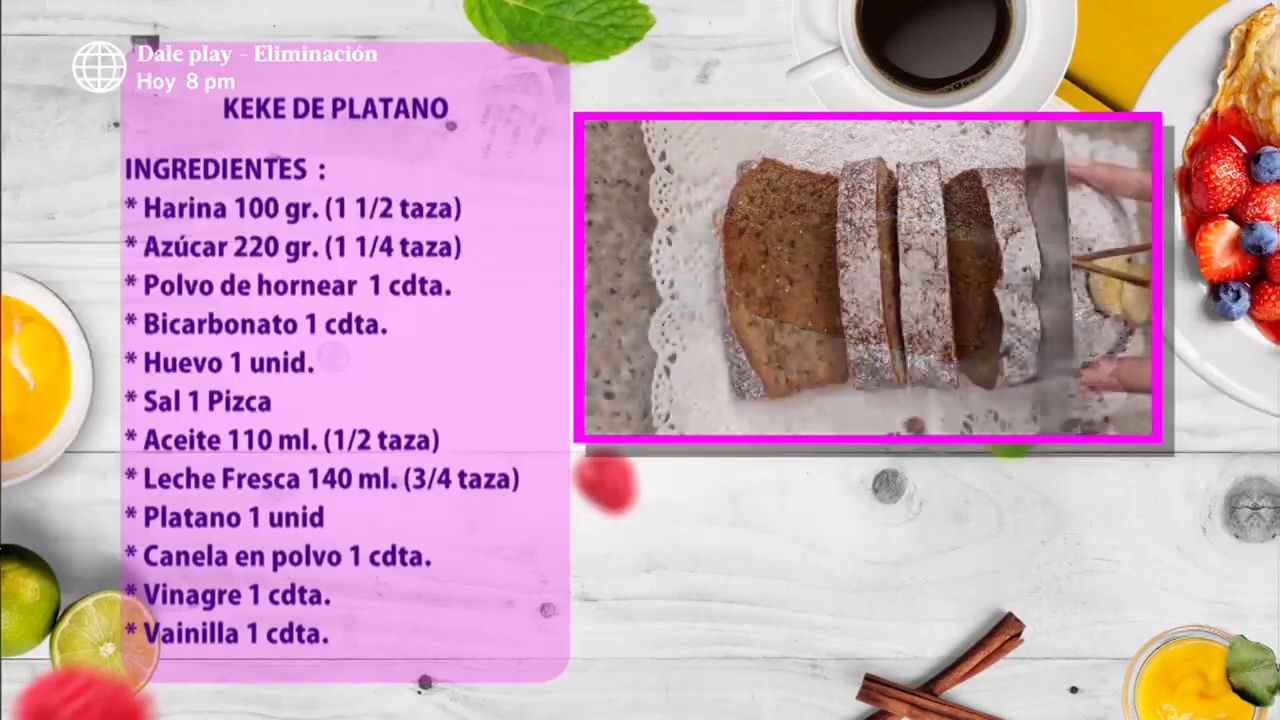 Dale play - Eliminación
Hoy 8 pm
KEKE DE PLATANO
INGREDIENTES :
* Harina 100 gr. (1 1/2 taza)
* Azúcar 220 gr. (1 1/4 taza)
* Polvo de hornear 1 cdta.
* Bicarbonato 1 cdta.
* Huevo 1 unid.
* Sal 1 Pizca
* Aceite 110 ml. (1/2 taza)
* Leche Fresca 140 ml. (3/4 taza)
* Platano 1 unid
* Canela en polvo 1 cdta.
* Vinagre 1 cdta.
* Vainilla 1 cdta.